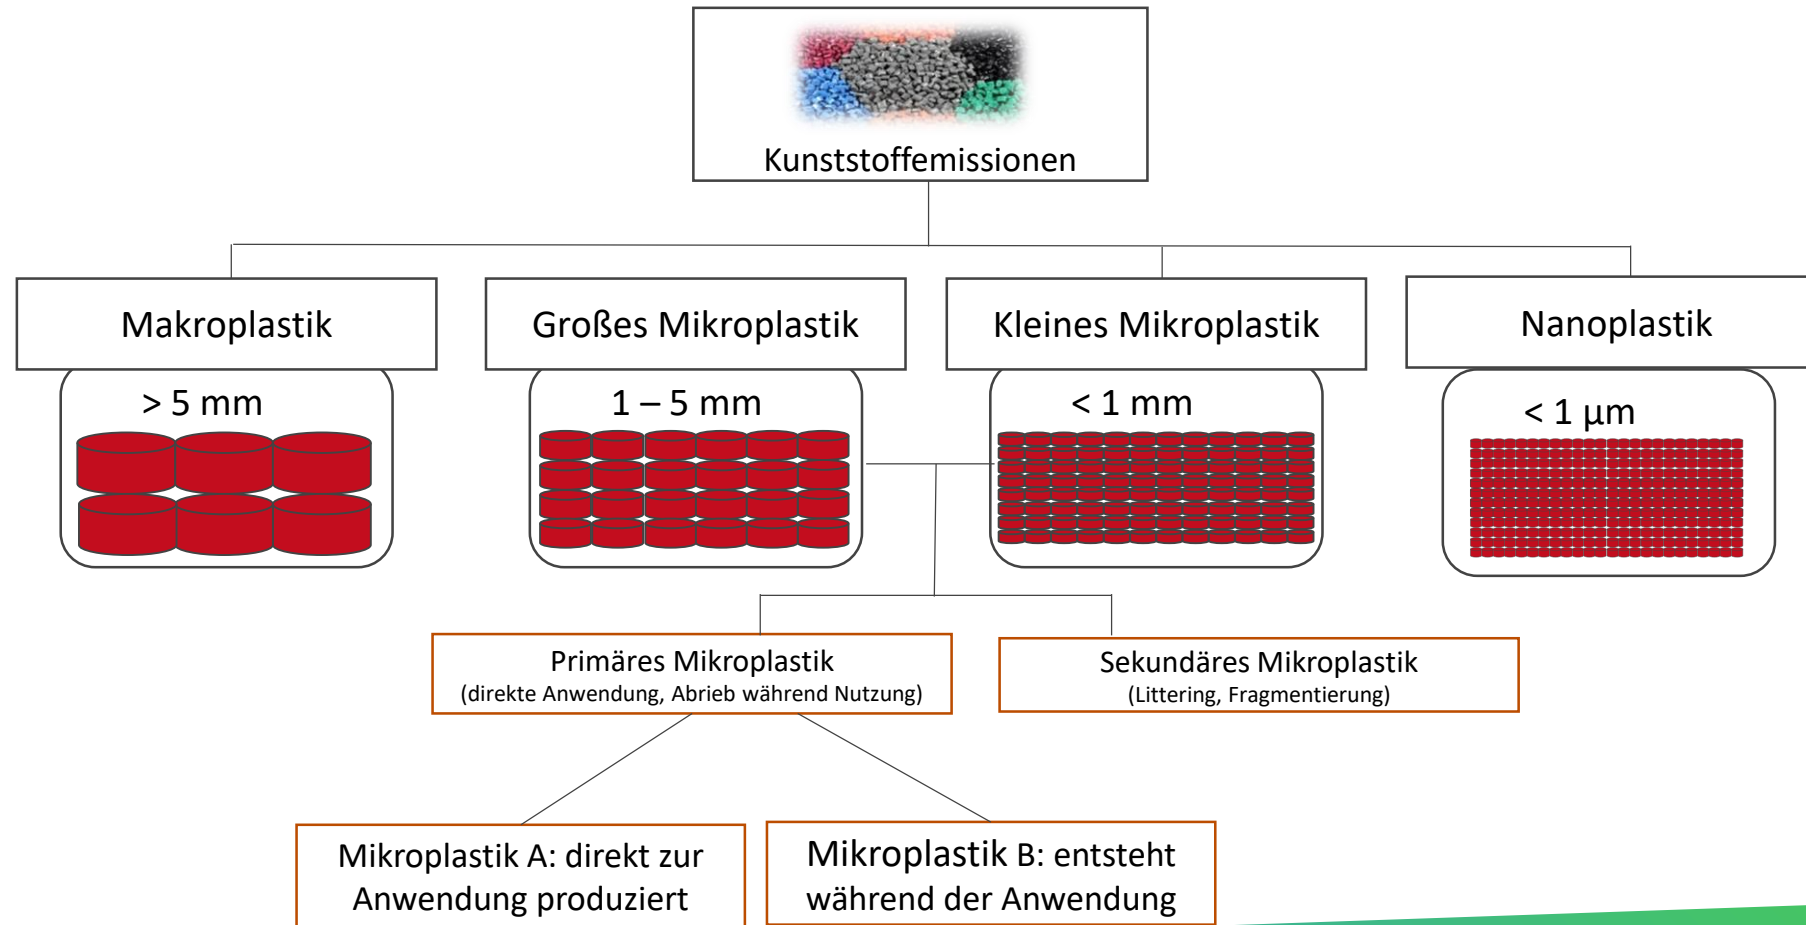 Kunststoffemissionen
Makroplastik
Großes Mikroplastik
Kleines Mikroplastik
Nanoplastik
> 5 mm
1 – 5 mm
< 1 mm
< 1 µm
Primäres Mikroplastik
(direkte Anwendung, Abrieb während Nutzung)
Sekundäres Mikroplastik
(Littering, Fragmentierung)
Mikroplastik A: direkt zur
Anwendung produziert
Mikroplastik B: entsteht
während der Anwendung